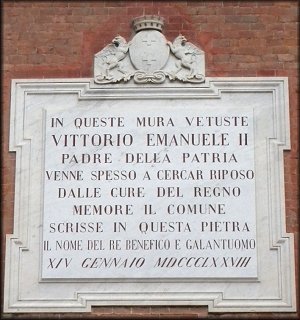 IN QUESTE MURA VETUSTE
VITTORIO EMANUELE II
PADRE DELLA PATRIA
VENNE SPESSO A CERCAR RIPOSO
DALLE CURE DEL REGNO
MEMORE IL COMUNE
SCRISSE IN QUESTA PIETRA
IL NOME DEL RE BENEFICO E GALANTUOMO
XIV GENNAIO MDCCCLXXVIII